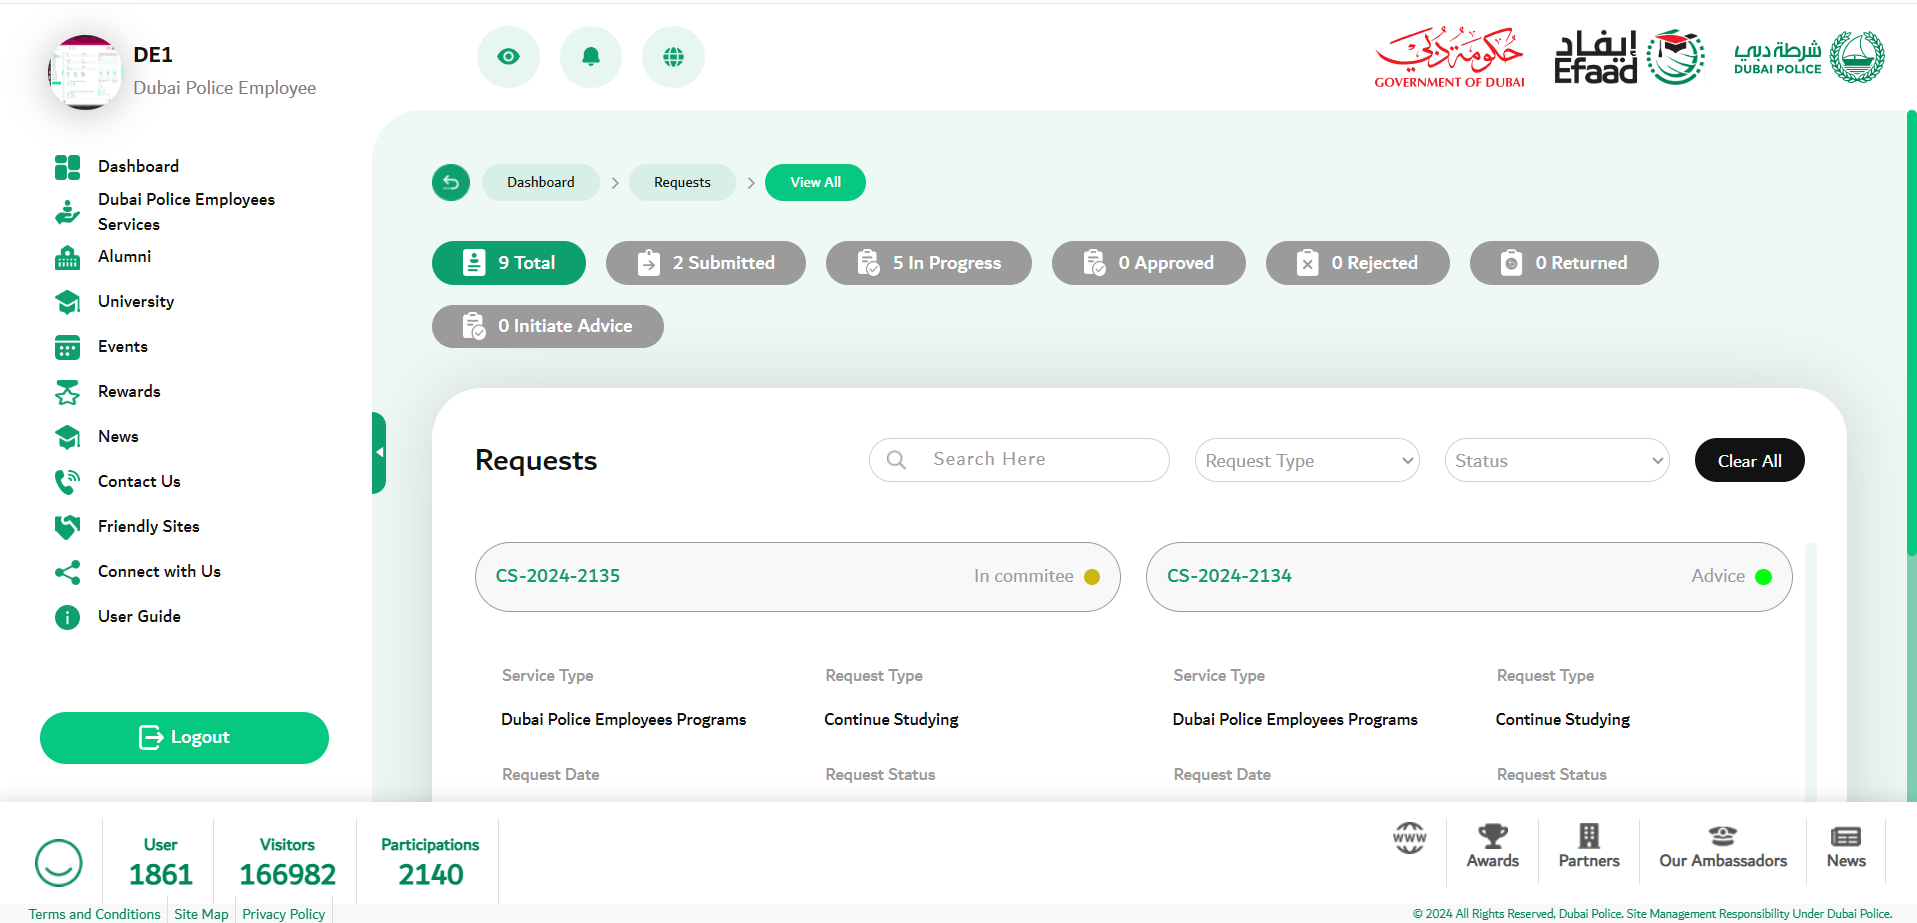 DE1
Dubai Police Employee
حكومة دبي
GOVERNMENT OF DUBAI
إيفاد
Efaad
شرطة دبي
DUBAI POLICE
Dashboard
Dubai Police Employees
Services
Alumni
University
Events
Rewards
News
Contact Us
Friendly Sites
Connect with Us
User Guide
Logout
Dashboard
Requests
View All
9 Total
2 Submitted
5 In Progress
0 Approved
0 Rejected
0 Returned
0 Initiate Advice
Requests
Search Here
Request Type
Status
Clear All
CS-2024-2135
In commitee
CS-2024-2134
Advice
Service Type
Request Type
Service Type
Request Type
Dubai Police Employees Programs
Continue Studying
Dubai Police Employees Programs
Continue Studying
Request Date
Request Status
Request Date
Request Status
User
1861
Visitors
166982
Participations
2140
WWW
Awards
Partners
Our Ambassadors
News
Terms and Conditions
Site Map
Privacy Policy
© 2024 All Rights Reserved, Dubai Police. Site Management Responsibility Under Dubai Police.